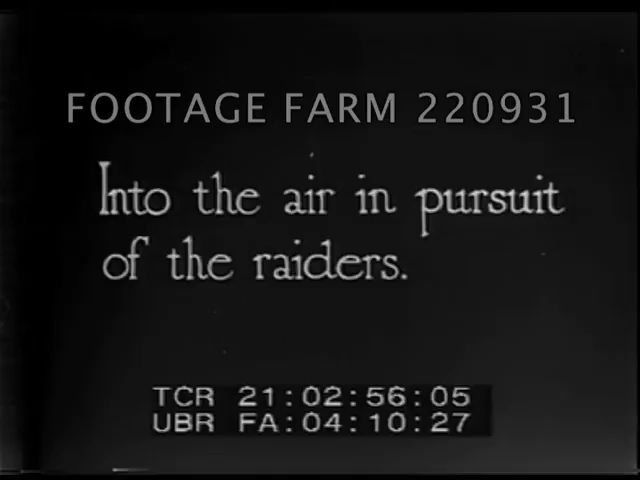 FOOTAGE FARM 220931
Into the air in pursuit
of the raiders.
TCR 21:02:56:05
UBR FA:04:10:27